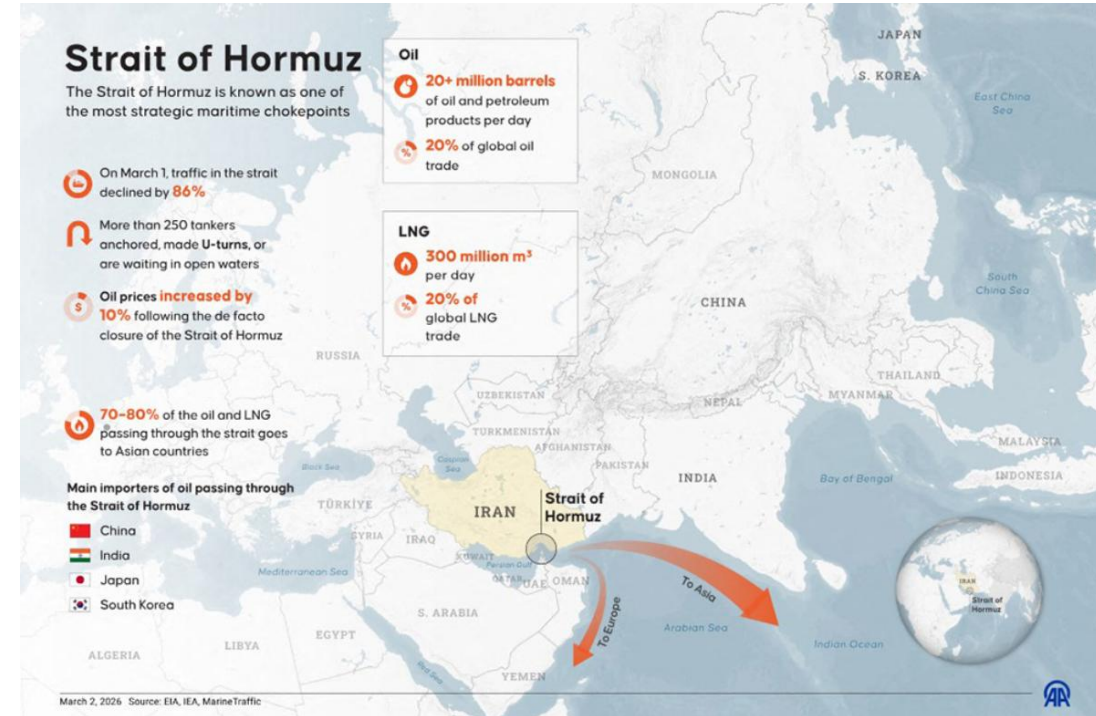 Strait of Hormuz
The Strait of Hormuz is known as one of
the most strategic maritime chokepoints
On March 1, traffic in the strait
declined by 86%
More than 250 tankers
anchored, made U-turns, or
are waiting in open waters
Oil prices increased by
10% following the de facto
closure of the Strait of Hormuz
70-80% of the oil and LNG
passing through the strait goes
to Asian countries
Main importers of oil passing through
the Strait of Hormuz
China
India
Japan
South Korea
Oil
20+ million barrels
of oil and petroleum
products per day
%
20% of global oil
trade
LNG
300 million m³
per day
%
20% of
global LNG
trade
$
JAPAN
S. KOREA
East China
Sea
MONGOLIA
CHINA
South
China Sea
RUSSIA
UZBEKISTAN
THAILAND
NEPAL
MYANMAR
TURKMENISTAN
AFGHANISTAN
MALAYSIA
Black Sea
Caspian
Sea
PAKISTAN
INDIA
Bay of Bengal
INDONESIA
TÜRKİYE
IRAN
Strait of
Hormuz
SYRIA
IRAQ
KUWAIT
Persian Gulf
QATAR
UAE
OMAN
Mediterranean Sea
To Asia
To Europe
IRAN
Strait of
Hormuz
S. ARABIA
Arabian Sea
Indian Ocean
EGYPT
LIBYA
ALGERIA
Red Sea
YEMEN
March 2, 2026 Source: EIA, IEA, MarineTraffic
AA